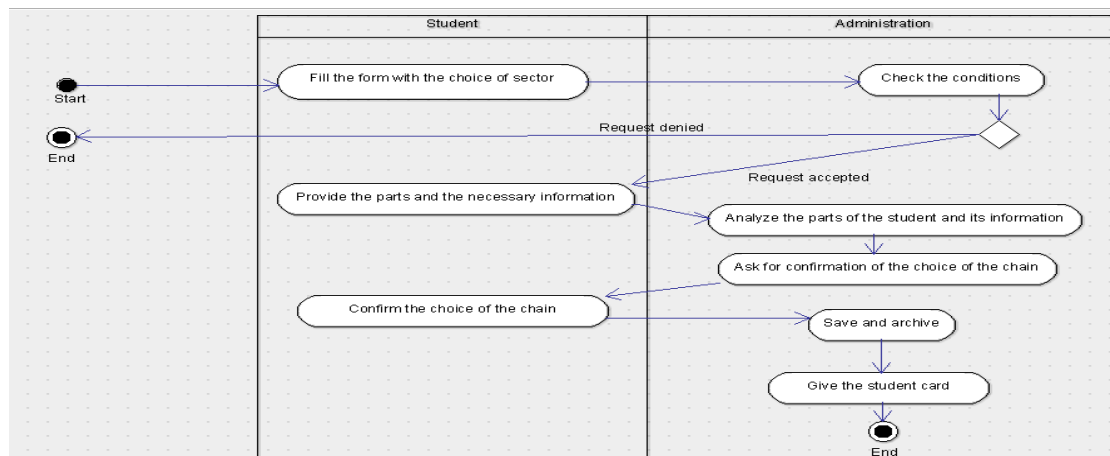 Student
Administration
Fill the form with the choice of sector
Check the conditions
Start
Request denied
End
Request accepted
Provide the parts and the necessary information
Analyze the parts of the student and its information
Ask for confirmation of the choice of the chain
Confirm the choice of the chain
Save and archive
Give the student card
End